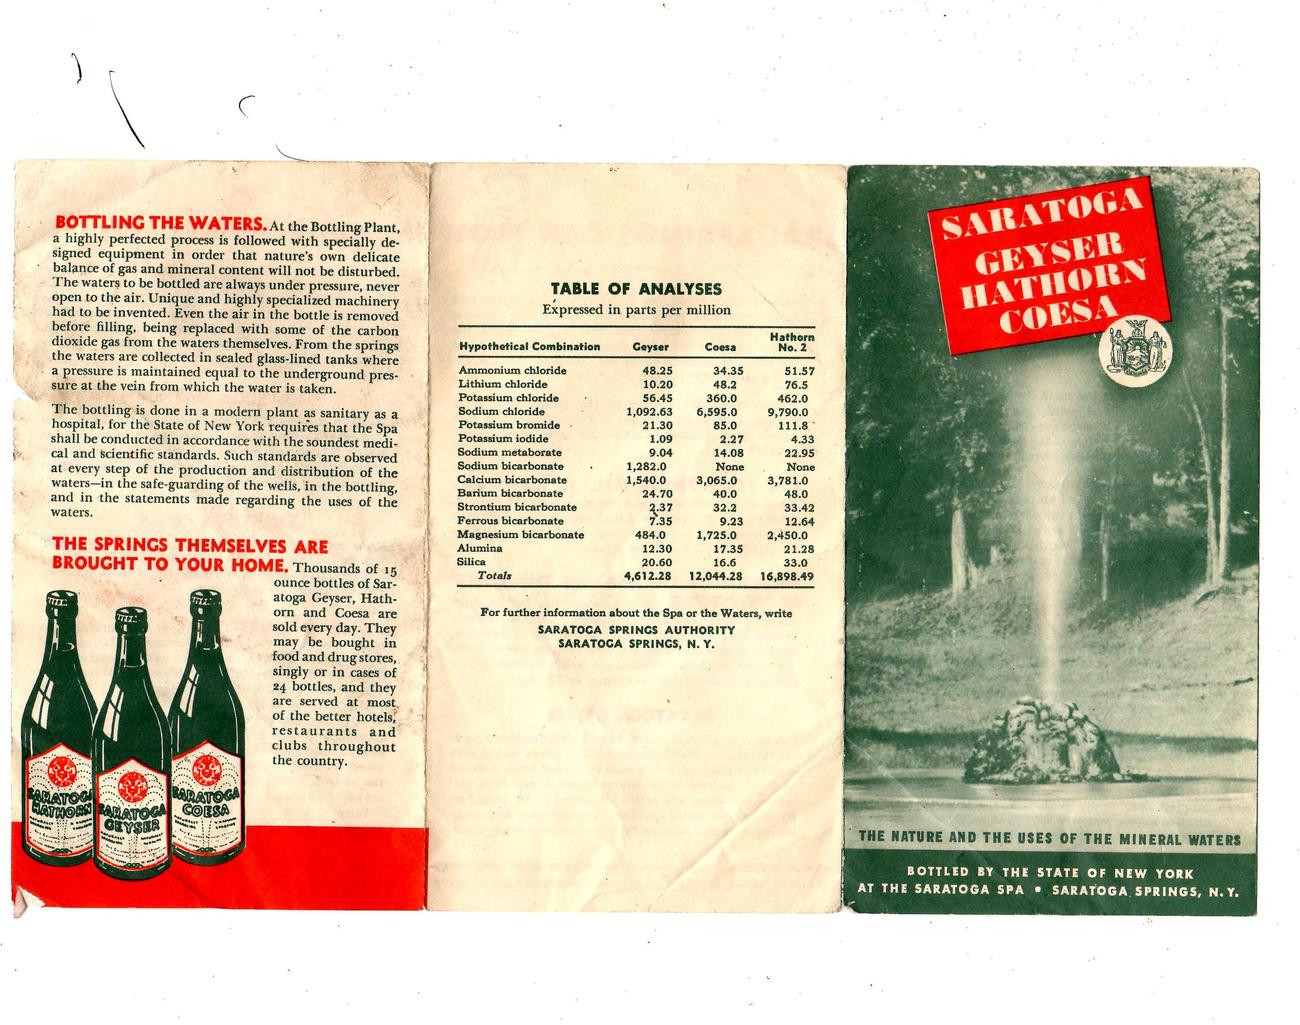 BOTTLING THE WATERS. At the Bottling Plant,
a highly perfected process is followed with specially de-
signed equipment in order that nature's own delicate
balance of gas and mineral content will not be disturbed.
The waters to be bottled are always under pressure, never
open to the air. Unique and highly specialized machinery
had to be invented. Even the air in the bottle is removed
before filling, being replaced with some of the carbon
dioxide gas from the waters themselves. From the springs
the waters are collected in sealed glass-lined tanks where
a pressure is maintained equal to the underground pres-
sure at the vein from which the water is taken.
The bottling is done in a modern plant as sanitary as a
hospital, for the State of New York requires that the Spa
shall be conducted in accordance with the soundest medi-
cal and scientific standards. Such standards are observed
at every step of the production and distribution of the
waters—in the safe-guarding of the wells, in the bottling,
and in the statements made regarding the uses of the
waters.
THE SPRINGS THEMSELVES ARE
BROUGHT TO YOUR HOME. Thousands of 15
ounce bottles of Sar-
atoga Geyser, Hath-
orn and Coesa are
sold every day. They
may be bought in
food and drug stores,
singly or in cases of
24 bottles, and they
are served at most
of the better hotels,
restaurants and
clubs throughout
the country.
SARATOGA
HATHORN
SARATOGA
GEYSER
SARATOGA
COESA
TABLE OF ANALYSES
Expressed in parts per million
Hypothetical Combination Geyser Coesa Hathorn No. 2
Ammonium chloride 48.25 34.35 51.57
Lithium chloride 10.20 48.2 76.5
Potassium chloride 56.45 360.0 462.0
Sodium chloride 1,092.63 6,595.0 9,790.0
Potassium bromide 21.30 85.0 111.8
Potassium iodide 1.09 2.27 4.33
Sodium metaborate 9.04 14.08 22.95
Sodium bicarbonate 1,282.0 None None
Calcium bicarbonate 1,540.0 3,065.0 3,781.0
Barium bicarbonate 24.70 40.0 48.0
Strontium bicarbonate 2.37 32.2 33.42
Ferrous bicarbonate 7.35 9.23 12.64
Magnesium bicarbonate 484.0 1,725.0 2,450.0
Alumina 12.30 17.35 21.28
Silica 20.60 16.6 33.0
Totals 4,612.28 12,044.28 16,898.49
For further information about the Spa or the Waters, write
SARATOGA SPRINGS AUTHORITY
SARATOGA SPRINGS, N. Y.
SARATOGA
GEYSER
HATHORN
COESA
THE NATURE AND THE USES OF THE MINERAL WATERS
BOTTLED BY THE STATE OF NEW YORK
AT THE SARATOGA SPA • SARATOGA SPRINGS, N. Y.